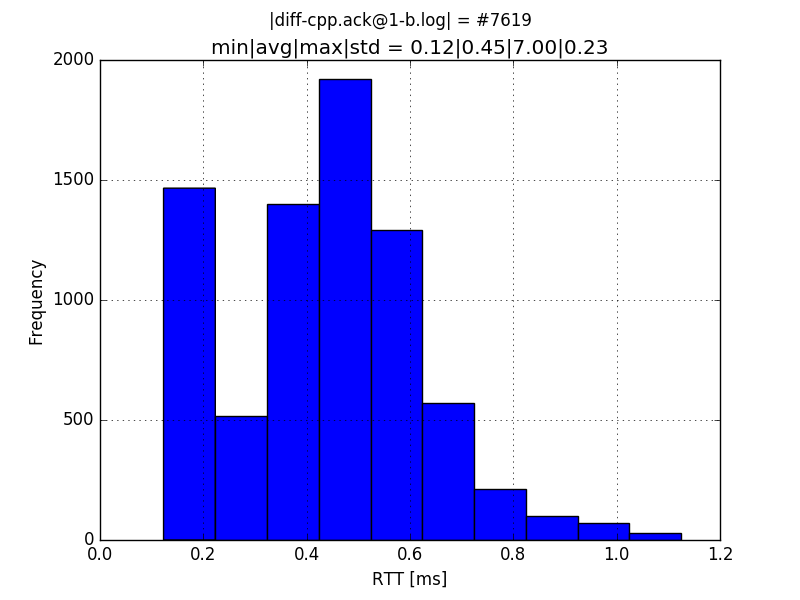 |diff-cpp.ack@1-b.log| = #7619
min|avg|max|std = 0.12|0.45|7.00|0.23
2000
1500
1000
500
0
Frequency
0.0 0.2 0.4 0.6 0.8 1.0 1.2
RTT [ms]